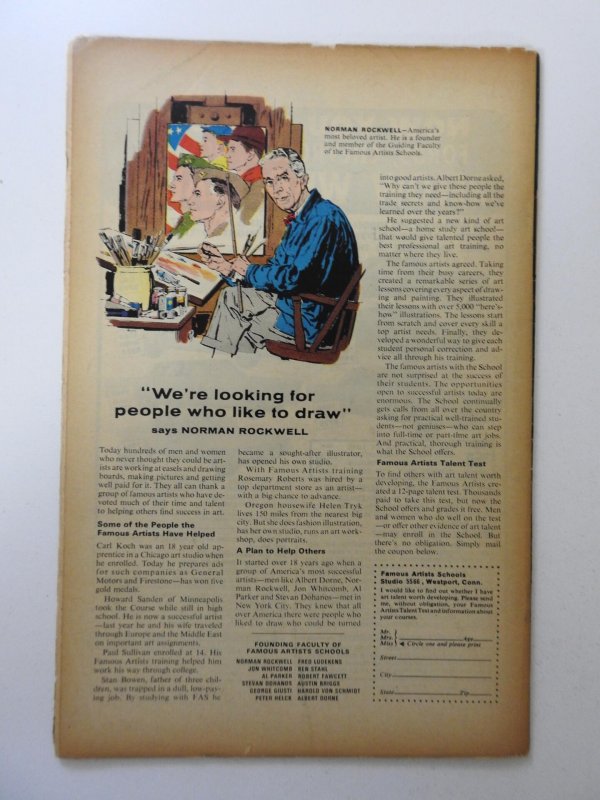 NORMAN ROCKWELL—America's
most beloved artist. He is a founder
and member of the Guiding Faculty
of the Famous Artists Schools.
"We're looking for
people who like to draw"
says NORMAN ROCKWELL
Today hundreds of men and women
who never thought they could be art-
ists are working at easels and drawing
boards, making pictures and getting
well paid for it. They all can thank a
group of famous artists who have de-
voted much of their time and talent
to helping others find success in art.
Some of the People the
Famous Artists Have Helped
Carl Koch was an 18 year old ap-
prentice in a Chicago art studio when
he enrolled. Today he prepares ads
for such companies as General
Motors and Firestone—has won five
gold medals.
Howard Sanden of Minneapolis
took the Course while still in high
school. He is now a successful artist
—last year he and his wife traveled
through Europe and the Middle East
on important art assignments.
Paul Sullivan enrolled at 14. His
Famous Artists training helped him
work his way through college.
Stan Bowen, father of three chil-
dren, was trapped in a dull, low-pay-
ing job. By studying with FAS he
became a sought-after illustrator,
has opened his own studio.
With Famous Artists training
Rosemary Roberts was hired by a
top department store as an artist—
with a big chance to advance.
Oregon housewife Helen Tryk
lives 150 miles from the nearest big
city. But she does fashion illustration,
has her own studio, runs an art work-
shop, does portraits.
A Plan to Help Others
It started over 18 years ago when a
group of America's most successful
artists—men like Albert Dorne, Nor-
man Rockwell, Jon Whitcomb, Al
Parker and Stevan Dohanos—met in
New York City. They knew that all
over America there were people who
liked to draw who could be turned
FOUNDING FACULTY OF
FAMOUS ARTISTS SCHOOLS
NORMAN ROCKWELL FRED LUDEKENS
JON WHITCOMB BEN STAHL
AL PARKER ROBERT FAWCETT
STEVAN DOHANOS AUSTIN BRIGGS
GEORGE GIUSTI HAROLD VON SCHMIDT
PETER HELCK ALBERT DORNE
into good artists. Albert Dorne asked,
"Why can't we give these people the
training they need—including all the
trade secrets and know-how we've
learned over the years?"
He suggested a new kind of art
school—a home study art school—
that would give talented people the
best professional art training, no
matter where they live.
The famous artists agreed. Taking
time from their busy careers, they
created a remarkable series of art
lessons covering every aspect of draw-
ing and painting. They illustrated
their lessons with over 5,000 "here's-
how" illustrations. The lessons start
from scratch and cover every skill a
top artist needs. Finally, they de-
veloped a wonderful way to give each
student personal correction and ad-
vice all through his training.
The famous artists with the School
are not surprised at the success of
their students. The opportunities
open to successful artists today are
enormous. The School continually
gets calls from all over the country
asking for practical well-trained stu-
dents—not geniuses—who can step
into full-time or part-time art jobs.
And practical, thorough training is
what the School offers.
Famous Artists Talent Test
To find others with art talent worth
developing, the Famous Artists cre-
ated a 12-page talent test. Thousands
paid to take this test, but now the
School offers and grades it free. Men
and women who do well on the test
—or offer other evidence of art talent
—may enroll in the School. But
there's no obligation. Simply mail
the coupon below.
Famous Artists Schools
Studio 5586, Westport, Conn.
I would like to find out whether I have
art talent worth developing. Please send
me, without obligation, your Famous
Artists Talent Test and information about
your courses.
Mr.
Mrs. Age
Miss Circle one and please print
Street
City
State Zip